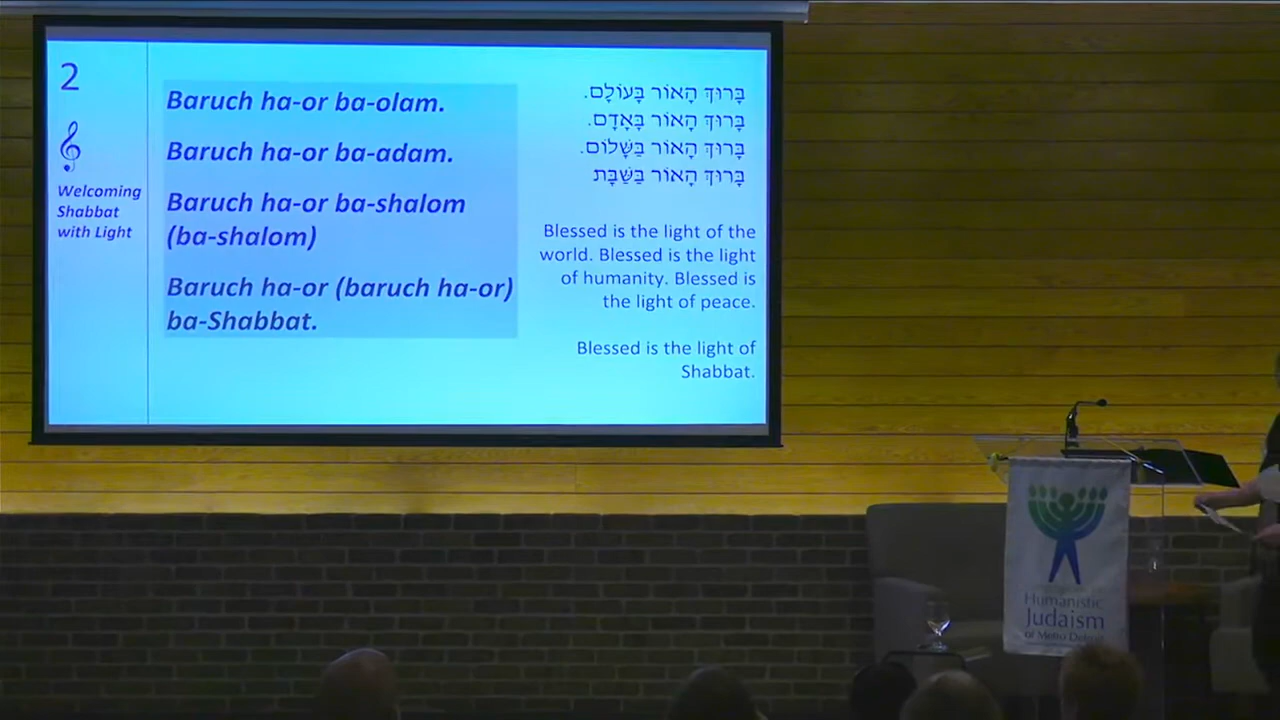 2
Welcoming
Shabbat
with Light
Baruch ha-or ba-olam.
Baruch ha-or ba-adam.
Baruch ha-or ba-shalom
(ba-shalom)
Baruch ha-or (baruch ha-or)
ba-Shabbat.
בָּרוּךְ הָאוֹר בָּעוֹלָם.
בָּרוּךְ הָאוֹר בָּאָדָם.
בָּרוּךְ הָאוֹר בַּשָּׁלוֹם.
בָּרוּךְ הָאוֹר בַּשַּׁבָּת
Blessed is the light of the
world. Blessed is the light
of humanity. Blessed is
the light of peace.
Blessed is the light of
Shabbat.
Humanistic
Judaism
of Metro Detroit